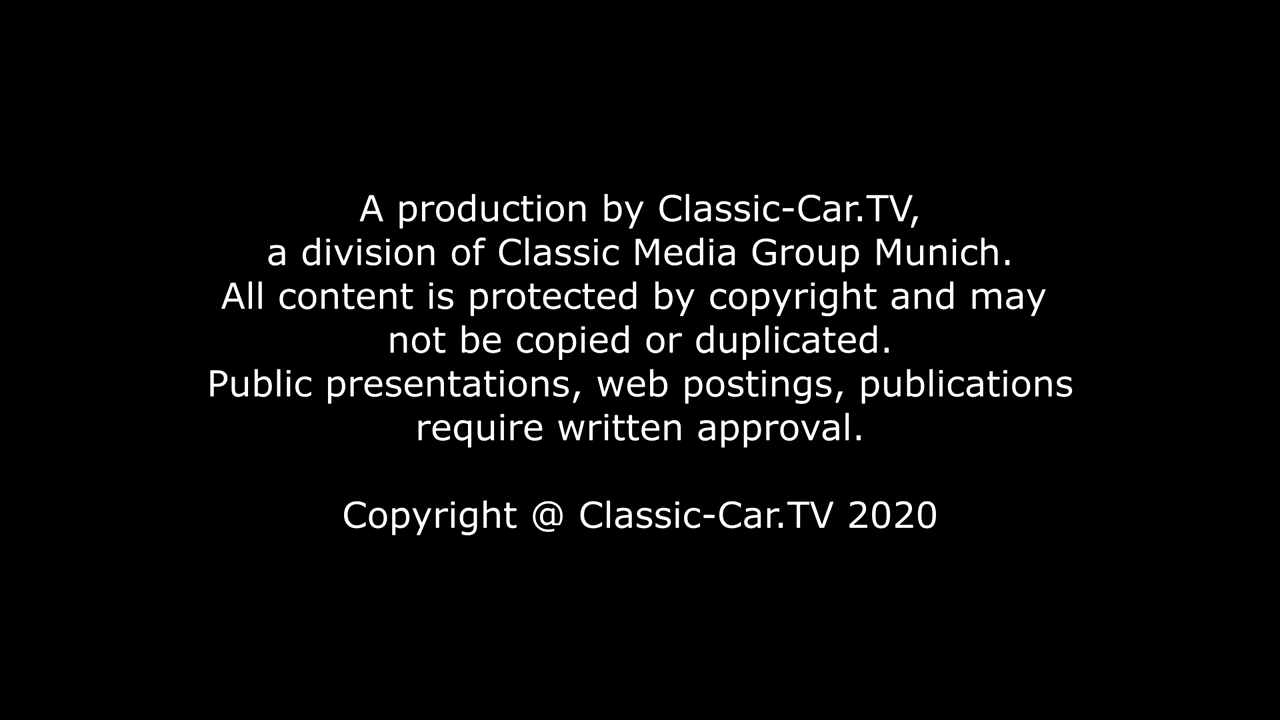 A production by Classic-Car.TV,
a division of Classic Media Group Munich.
All content is protected by copyright and may
not be copied or duplicated.
Public presentations, web postings, publications
require written approval.
Copyright @ Classic-Car.TV 2020